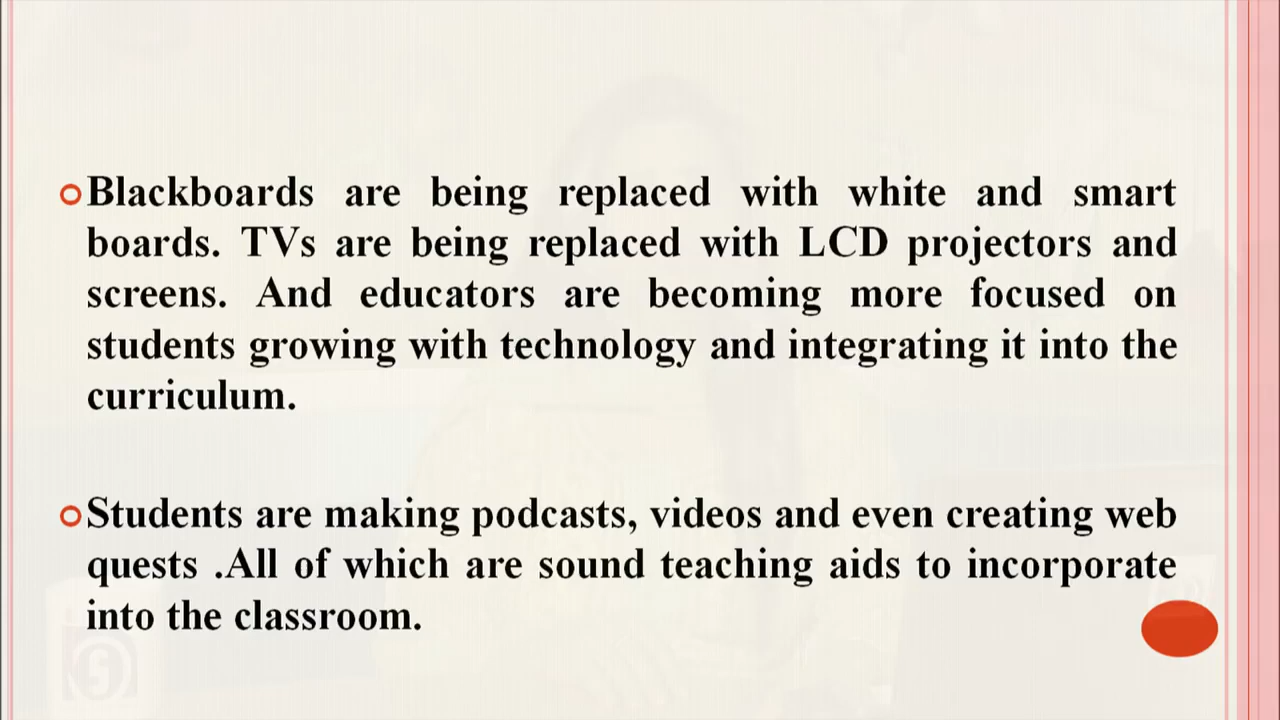 Blackboards are being replaced with white and smart
boards. TVs are being replaced with LCD projectors and
screens. And educators are becoming more focused on
students growing with technology and integrating it into the
curriculum.
Students are making podcasts, videos and even creating web
quests .All of which are sound teaching aids to incorporate
into the classroom.